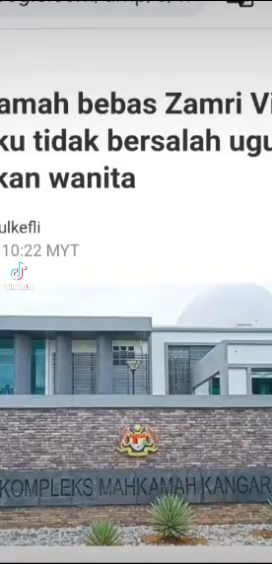 amah bebas Zamri Vi
ku tidak bersalah ugu
kan wanita
ulkefli
10:22 MYT
KOMPLEKS MAHKAMAH KANGAR